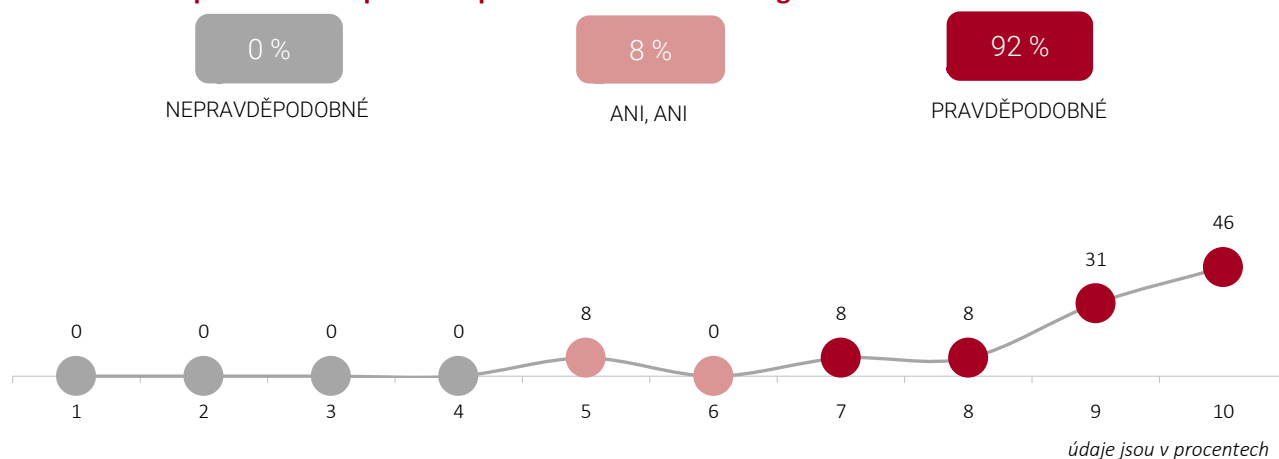 0 %
8 %
92 %
NEPRAVDĚPODOBNÉ
ANI, ANI
PRAVDĚPODOBNÉ
0 0 0 0 8 0 8 8 31 46
1 2 3 4 5 6 7 8 9 10
údaje jsou v procentech